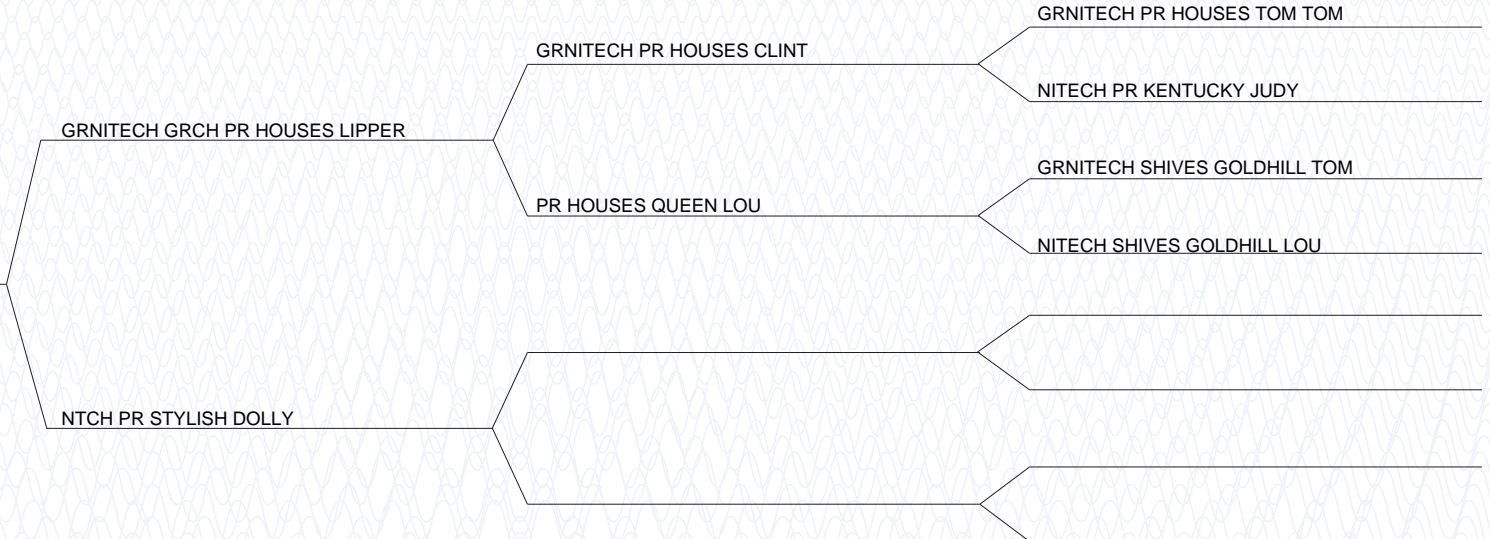 GRNITECH PR HOUSES TOM TOM
GRNITECH PR HOUSES CLINT
NITECH PR KENTUCKY JUDY
GRNITECH GRCH PR HOUSES LIPPER
GRNITECH SHIVES GOLDHILL TOM
PR HOUSES QUEEN LOU
NITECH SHIVES GOLDHILL LOU
NTCH PR STYLISH DOLLY